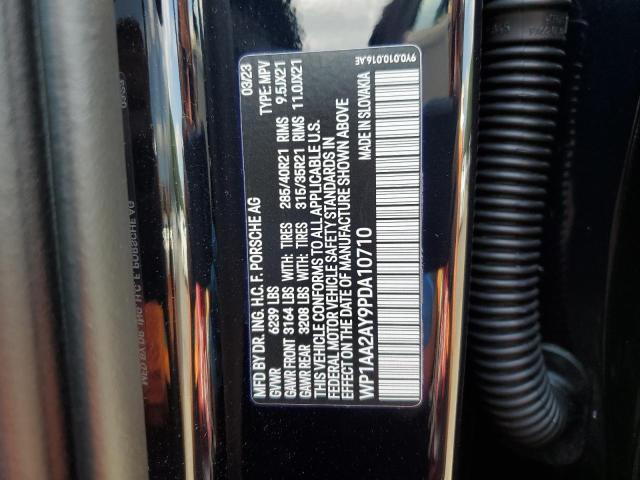 MFD BY DR. ING. H.C. F. PORSCHE AG 03/23
GVWR 6239 LBS TYPE: MPV
GAWR FRONT 3164 LBS WITH: TIRES 285/40R21 RIMS 9.5JX21
GAWR REAR 3208 LBS WITH: TIRES 315/35R21 RIMS 11.0JX21
THIS VEHICLE CONFORMS TO ALL APPLICABLE U.S.
FEDERAL MOTOR VEHICLE SAFETY STANDARDS IN
EFFECT ON THE DATE OF MANUFACTURE SHOWN ABOVE
WP1AA2AY9PDA10710 MADE IN SLOVAKIA
9Y0.010.016.AE